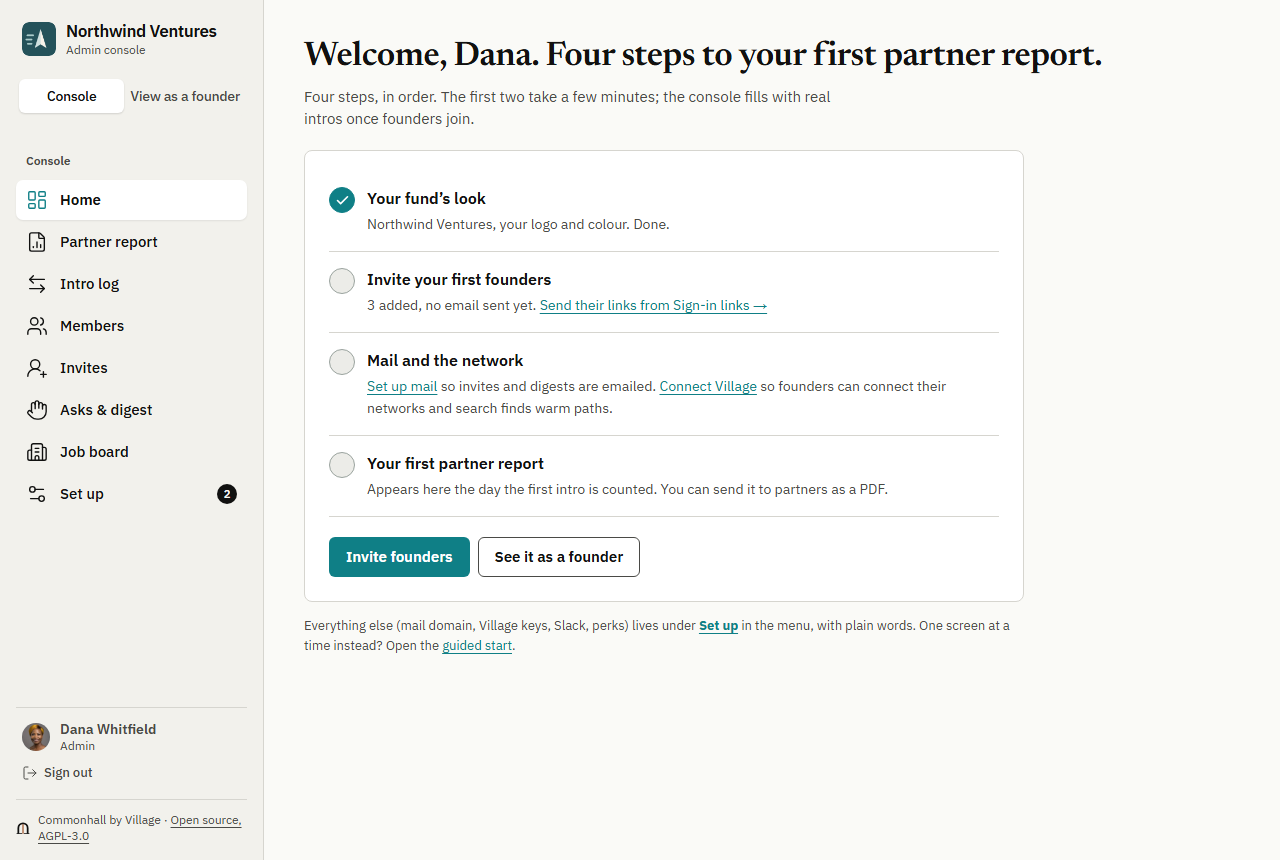 Northwind Ventures
Admin console
Console
View as a founder
Console
Home
Partner report
Intro log
Members
Invites
Asks & digest
Job board
Set up
2
Dana Whitfield
Admin
Sign out
Commonhall by Village · Open source,
AGPL-3.0
Welcome, Dana. Four steps to your first partner report.
Four steps, in order. The first two take a few minutes; the console fills with real
intros once founders join.
Your fund’s look
Northwind Ventures, your logo and colour. Done.
Invite your first founders
3 added, no email sent yet. Send their links from Sign-in links →
Mail and the network
Set up mail so invites and digests are emailed. Connect Village so founders can connect their
networks and search finds warm paths.
Your first partner report
Appears here the day the first intro is counted. You can send it to partners as a PDF.
Invite founders
See it as a founder
Everything else (mail domain, Village keys, Slack, perks) lives under Set up in the menu, with plain words. One screen at a
time instead? Open the guided start.